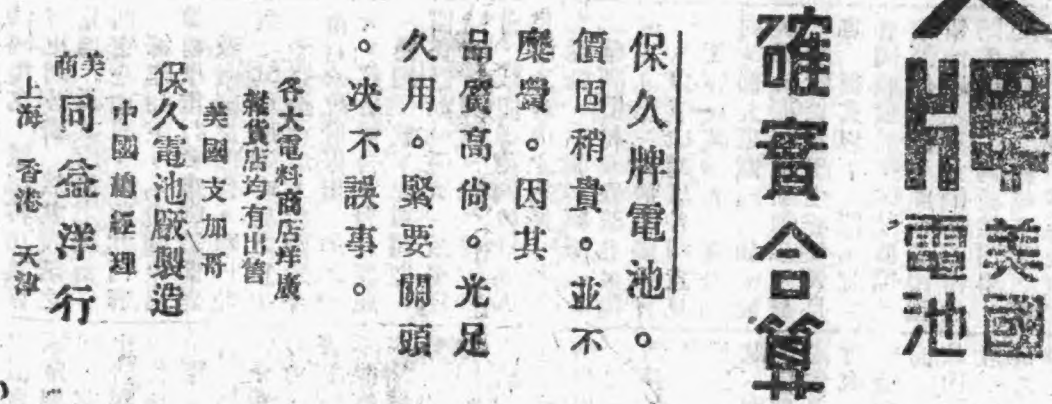 牌
美國
電池
確實合算
保久牌電池。
價固稍貴。並不
糜費。因其
品質高尚。光足
久用。緊要關頭
。决不誤事。
各大電料商店洋廣
雜貨店均有出售
美國支加哥
保久電池廠製造
中國總經理
美商同益洋行
上海 香港 天津